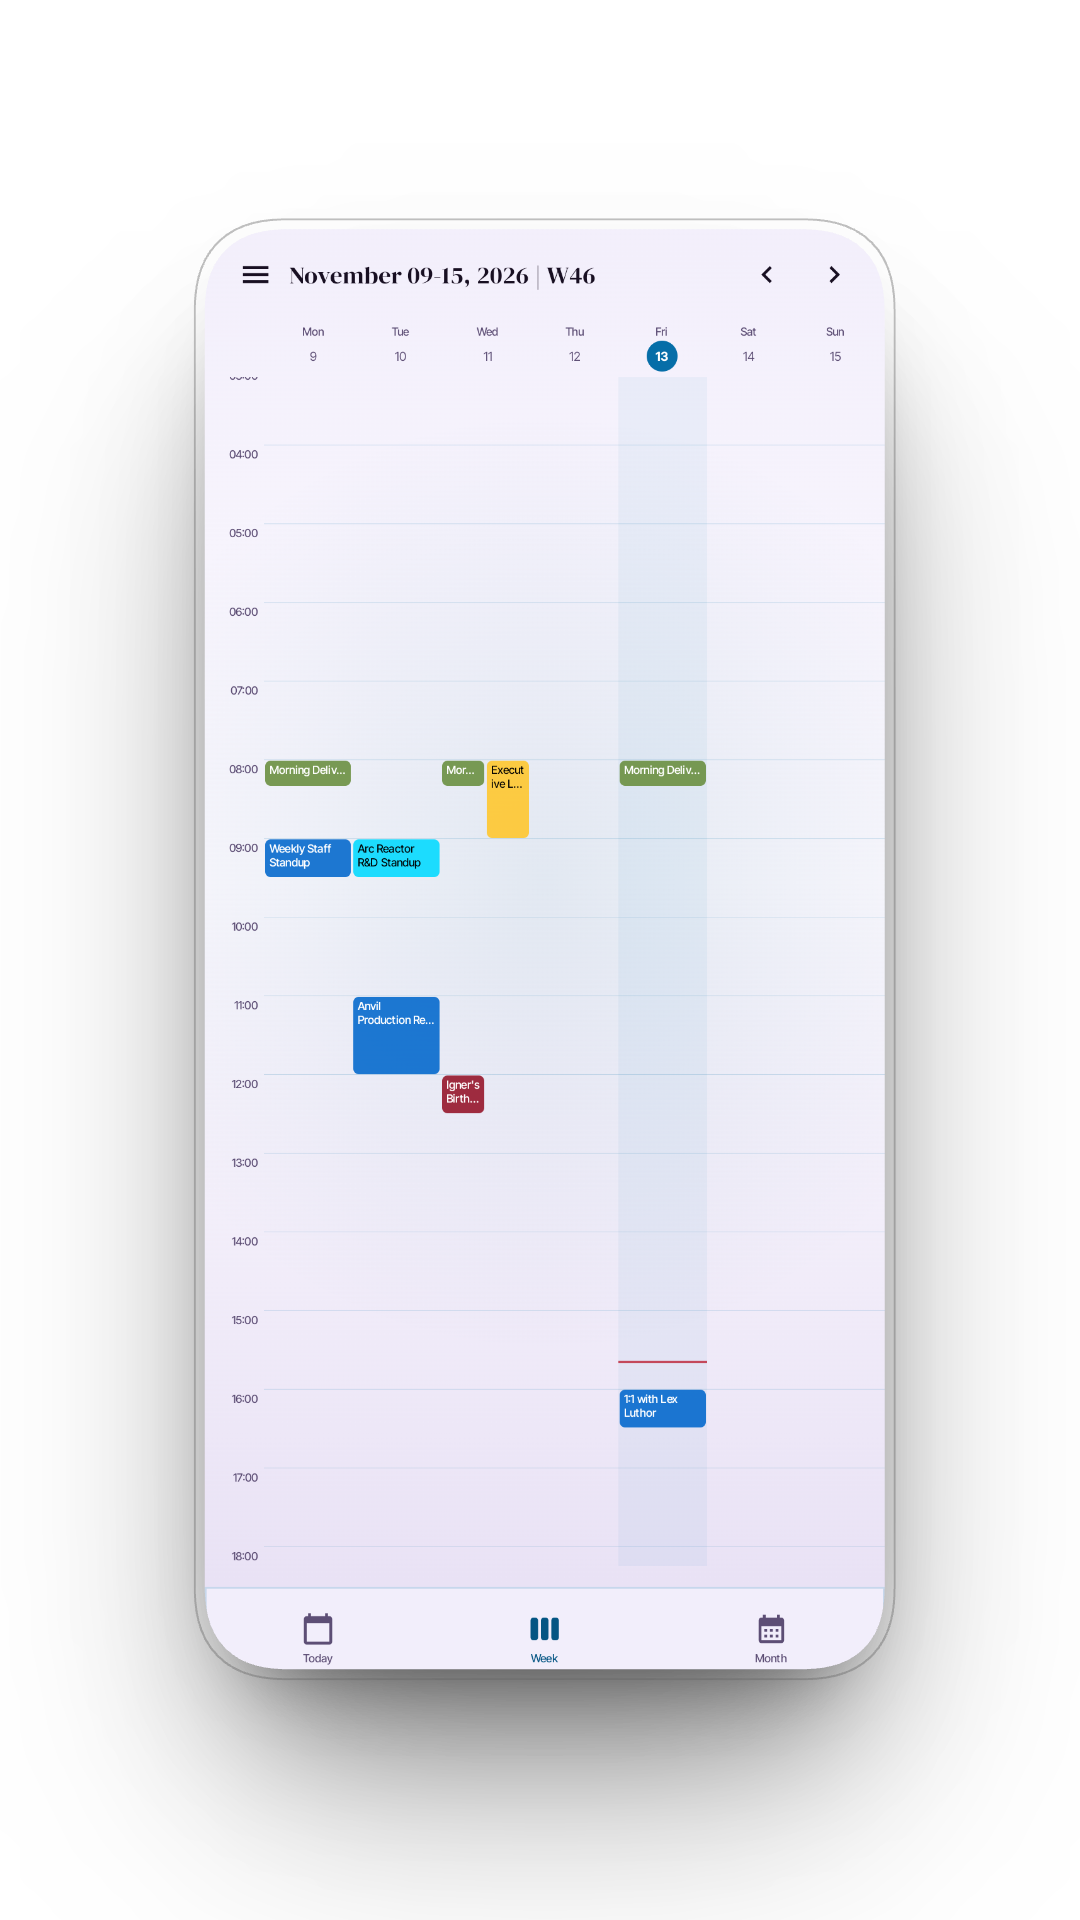 November 09-15, 2026 | W46
Mon Tue Wed Thu Fri Sat Sun
9 10 11 12 13 14 15
04:00
05:00
06:00
07:00
08:00
Morning Deliv...
Mor...
Execut
ive L...
Morning Deliv...
09:00
Weekly Staff
Standup
Arc Reactor
R&D Standup
10:00
11:00
Anvil
Production Re...
12:00
Igner's
Birth...
13:00
14:00
15:00
16:00
1:1 with Lex
Luthor
17:00
18:00
Today Week Month